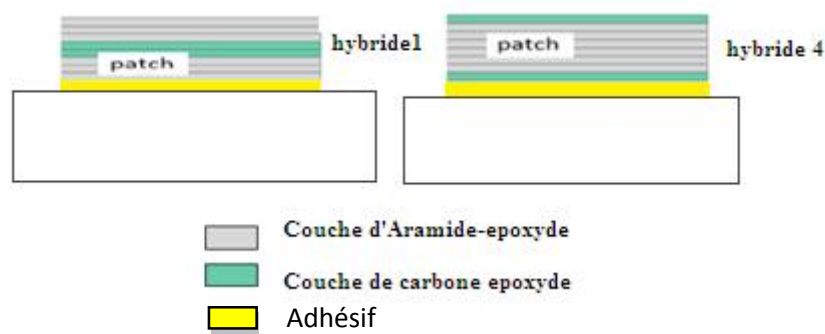 patch
hybride1
patch
hybride 4
Couche d'Aramide-epoxyde
Couche de carbone epoxyde
Adhésif